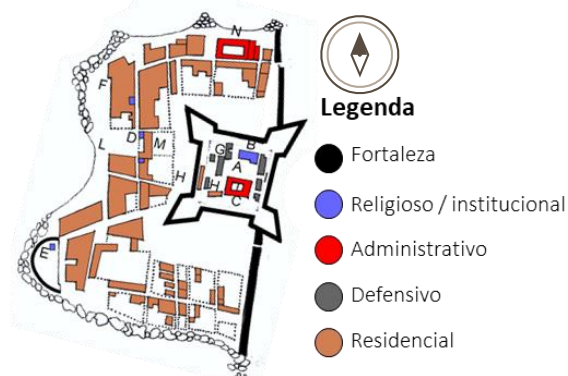 N
F
D
M
L
H
G
B
A
H
C
E
Legenda
Fortaleza
Religioso / institucional
Administrativo
Defensivo
Residencial